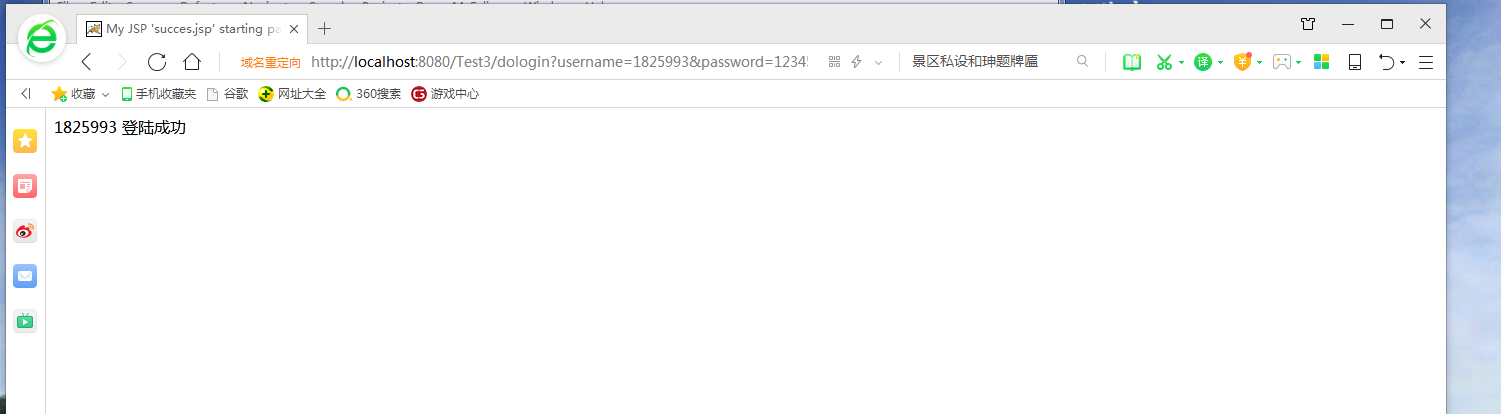 My JSP 'succes.jsp' starting pa
域名重定向 http://localhost:8080/Test3/dologin?username=1825993&password=12345 景区私设和珅题牌匾
收藏 手机收藏夹 谷歌 网址大全 360搜索 游戏中心
1825993 登陆成功